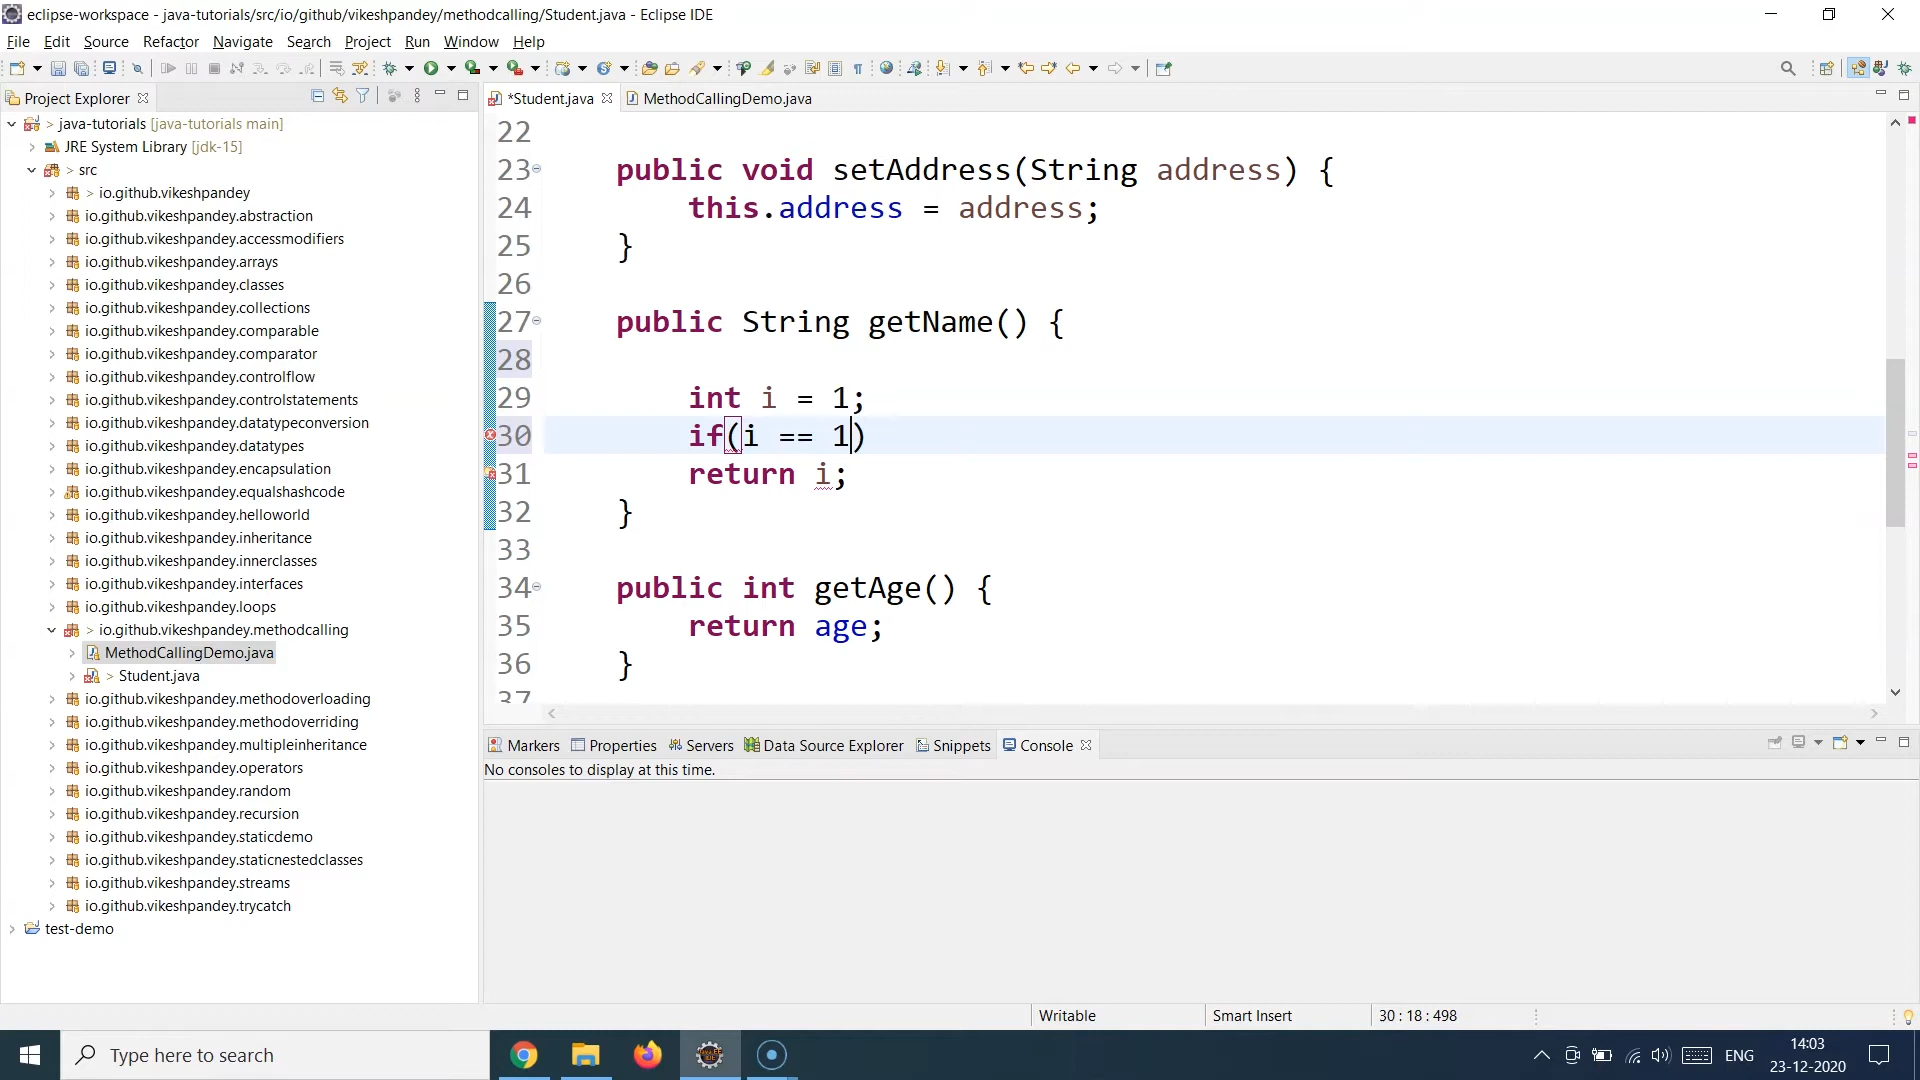 eclipse-workspace - java-tutorials/src/io/github/vikeshpandey/methodcalling/Student.java - Eclipse IDE
File Edit Source Refactor Navigate Search Project Run Window Help
Project Explorer
*Student.java MethodCallingDemo.java
> java-tutorials [java-tutorials main]
JRE System Library [jdk-15]
> src
> io.github.vikeshpandey
io.github.vikeshpandey.abstraction
io.github.vikeshpandey.accessmodifiers
io.github.vikeshpandey.arrays
io.github.vikeshpandey.classes
io.github.vikeshpandey.collections
io.github.vikeshpandey.comparable
io.github.vikeshpandey.comparator
io.github.vikeshpandey.controlflow
io.github.vikeshpandey.controlstatements
io.github.vikeshpandey.datatypeconversion
io.github.vikeshpandey.datatypes
io.github.vikeshpandey.encapsulation
io.github.vikeshpandey.equalshashcode
io.github.vikeshpandey.helloworld
io.github.vikeshpandey.inheritance
io.github.vikeshpandey.innerclasses
io.github.vikeshpandey.interfaces
io.github.vikeshpandey.loops
> io.github.vikeshpandey.methodcalling
MethodCallingDemo.java
> Student.java
io.github.vikeshpandey.methodoverloading
io.github.vikeshpandey.methodoverriding
io.github.vikeshpandey.multipleinheritance
io.github.vikeshpandey.operators
io.github.vikeshpandey.random
io.github.vikeshpandey.recursion
io.github.vikeshpandey.staticdemo
io.github.vikeshpandey.staticnestedclasses
io.github.vikeshpandey.streams
io.github.vikeshpandey.trycatch
test-demo
22
23 public void setAddress(String address) {
24 this.address = address;
25 }
26
27 public String getName() {
28
29 int i = 1;
30 if(i == 1)
31 return i;
32 }
33
34 public int getAge() {
35 return age;
36 }
37
Markers Properties Servers Data Source Explorer Snippets Console
No consoles to display at this time.
Writable Smart Insert 30 : 18 : 498
Type here to search
ENG
14:03
23-12-2020